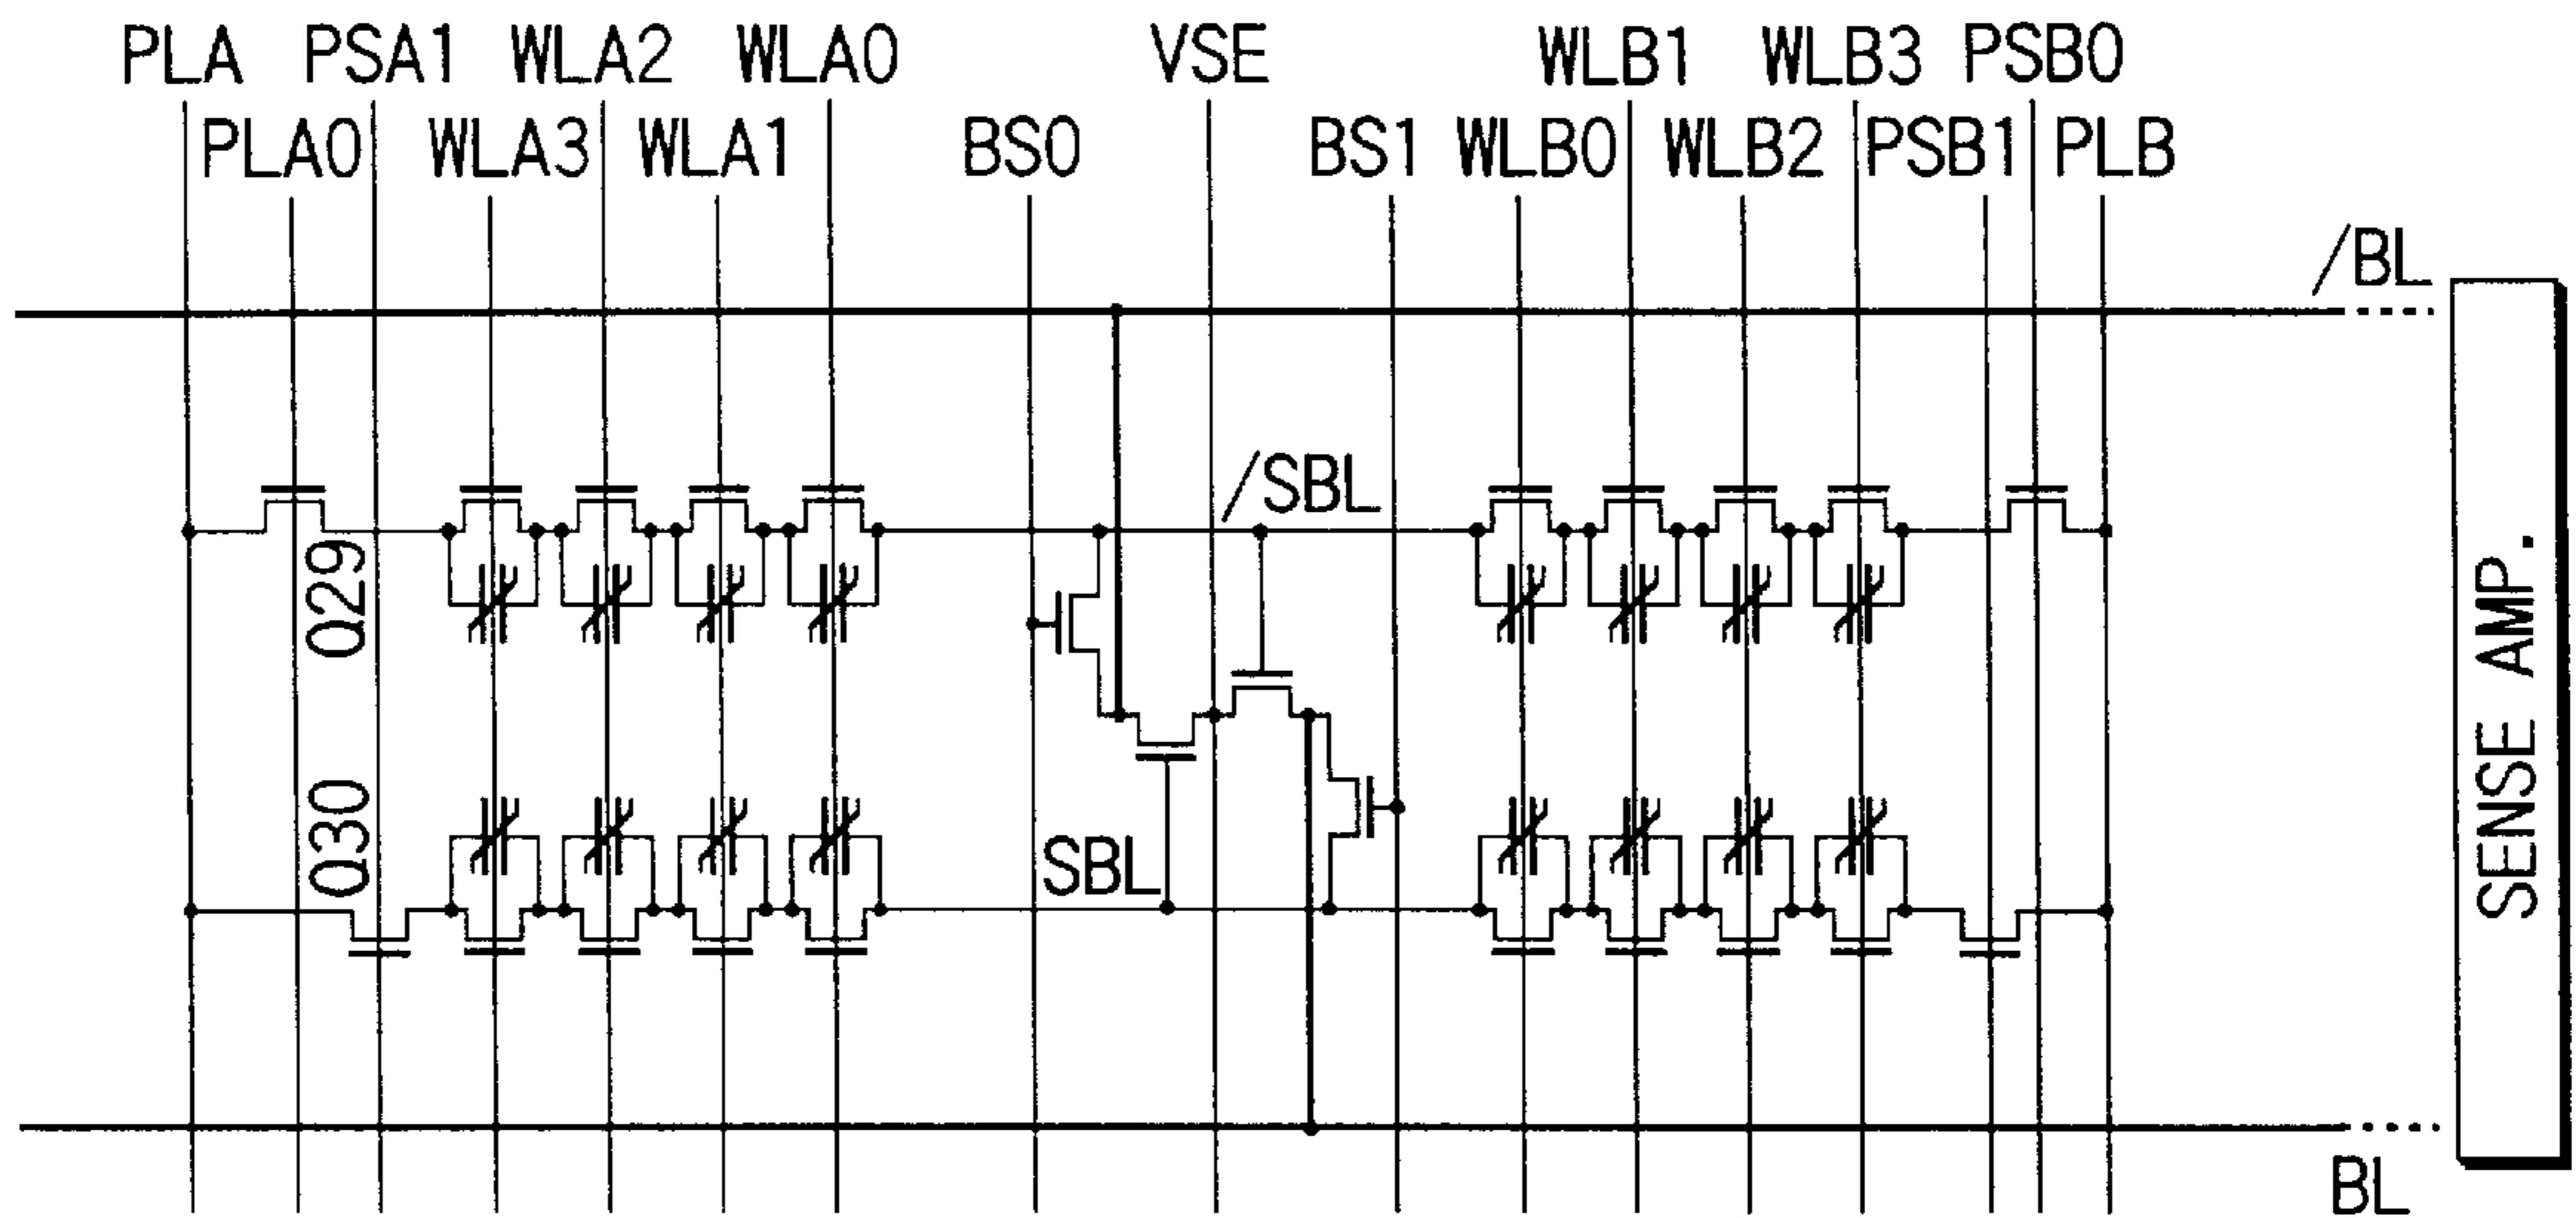 PLA PSA1 WLA2 WLA0 VSE WLB1 WLB3 PSB0
PLA0 WLA3 WLA1 BS0 BS1 WLB0 WLB2 PSB1 PLB
/BL
/SBL
Q29
Q30
SBL
SENSE AMP.
BL